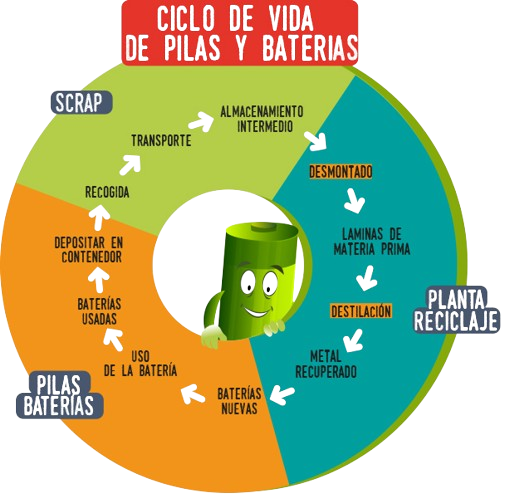 CICLO DE VIDA
DE PILAS Y BATERIAS
SCRAP
ALMACENAMIENTO
INTERMEDIO
TRANSPORTE
RECOGIDA
DESMONTADO
LAMINAS DE
MATERIA PRIMA
DESTILACIÓN
PLANTA
RECICLAJE
METAL
RECUPERADO
BATERÍAS
NUEVAS
USO
DE LA BATERÍA
BATERÍAS
USADAS
DEPOSITAR EN
CONTENEDOR
PILAS
BATERÍAS